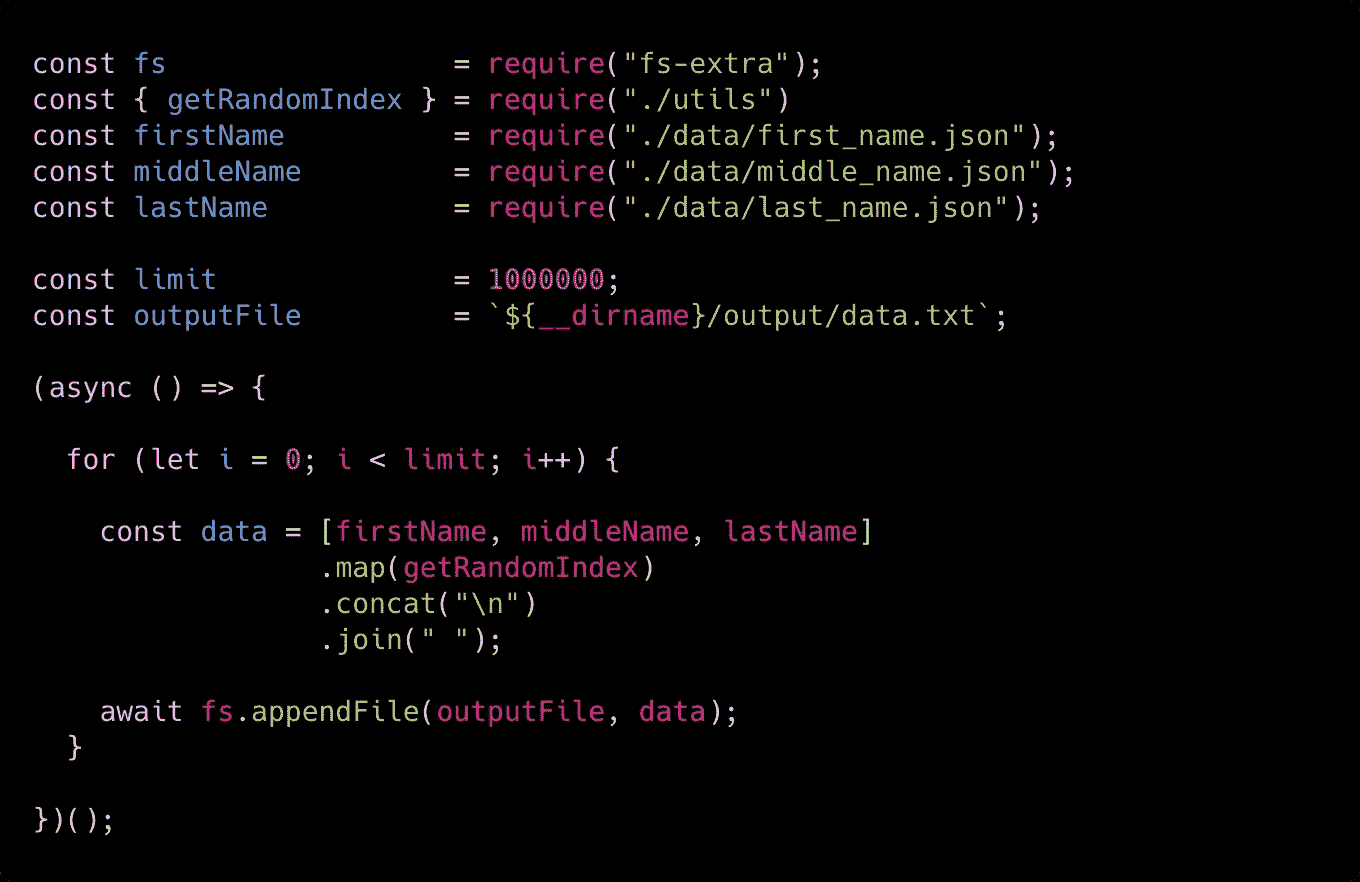 const fs                 = require("fs-extra");
const { getRandomIndex } = require("./utils")
const firstName          = require("./data/first_name.json");
const middleName         = require("./data/middle_name.json");
const lastName           = require("./data/last_name.json");

const limit              = 1000000;
const outputFile         = `${__dirname}/output/data.txt`;

(async () => {

  for (let i = 0; i < limit; i++) {

    const data = [firstName, middleName, lastName]
                 .map(getRandomIndex)
                 .concat("\n")
                 .join(" ");

    await fs.appendFile(outputFile, data);
  }

})();